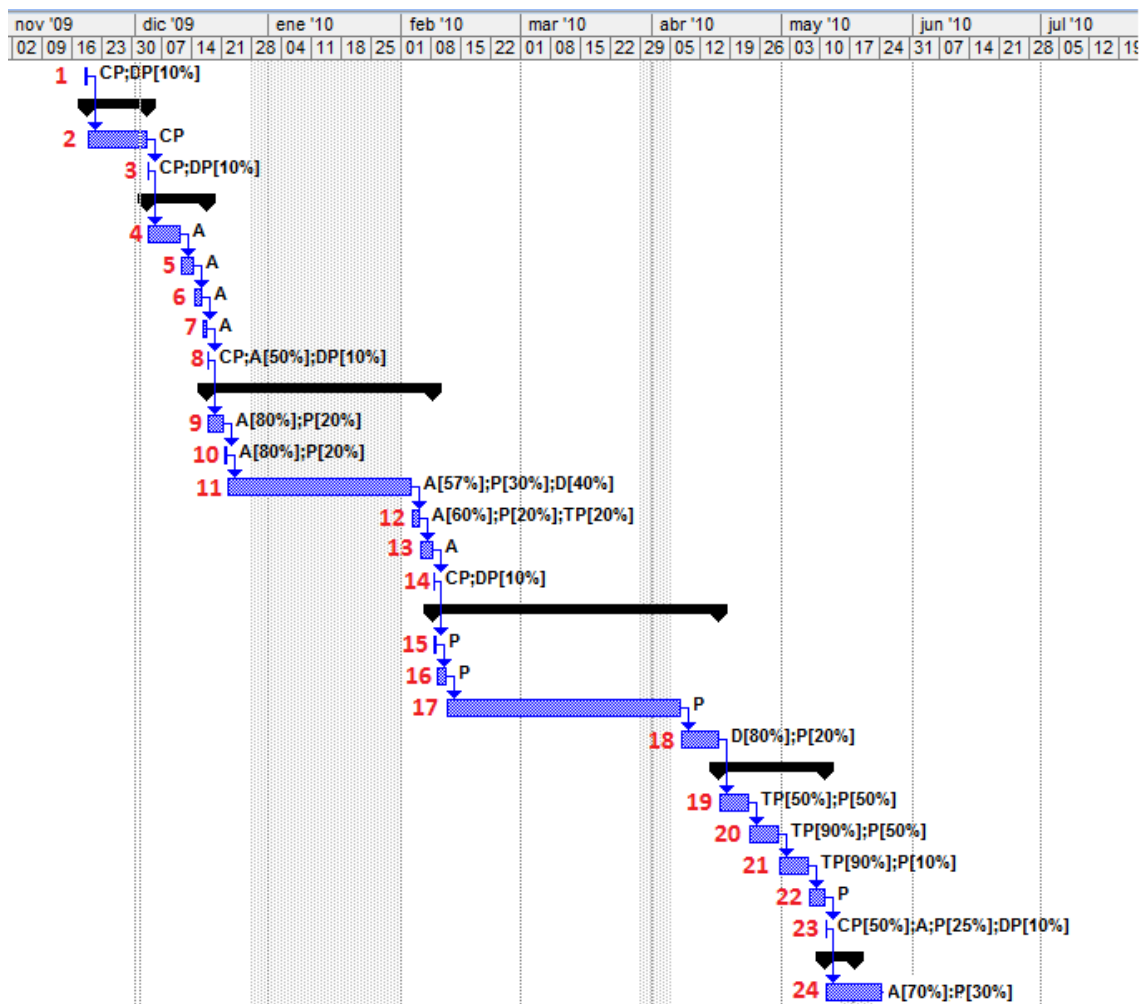 nov '09 dic '09 ene '10 feb '10 mar '10 abr '10 may '10 jun '10 jul '10
02 09 16 23 30 07 14 21 28 04 11 18 25 01 08 15 22 01 08 15 22 29 05 12 19 26 03 10 17 24 31 07 14 21 28 05 12 19
1 CP;DP[10%]
2 CP
3 CP;DP[10%]
4 A
5 A
6 A
7 A
8 CP;A[50%];DP[10%]
9 A[80%];P[20%]
10 A[80%];P[20%]
11 A[57%];P[30%];D[40%]
12 A[60%];P[20%];TP[20%]
13 A
14 CP;DP[10%]
15 P
16 P
17 P
18 D[80%];P[20%]
19 TP[50%];P[50%]
20 TP[90%];P[50%]
21 TP[90%];P[10%]
22 P
23 CP[50%];A;P[25%];DP[10%]
24 A[70%];P[30%]